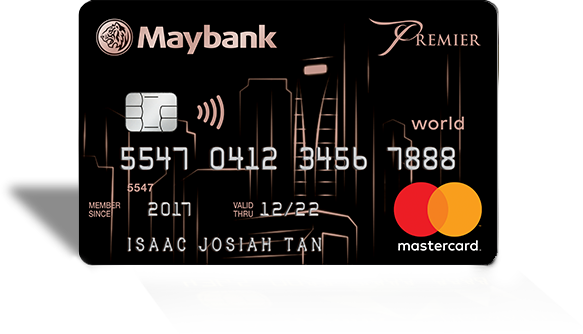 Maybank PREMIER
world
5547 0412 3456 7888
5547
MEMBER SINCE 2017 VALID THRU 12/22
ISAAC JOSIAH TAN
mastercard